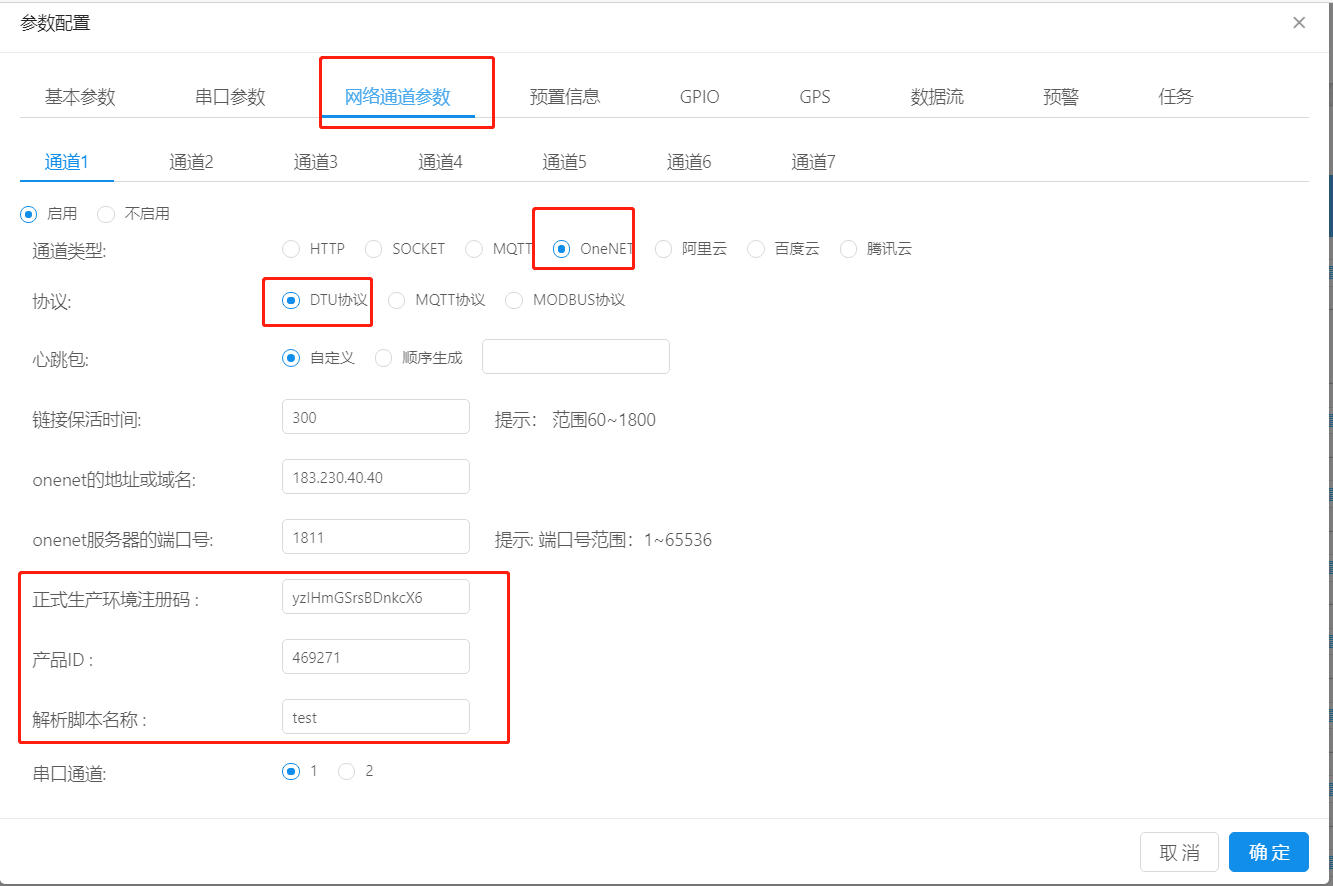 参数配置
基本参数 串口参数 网络通道参数 预置信息 GPIO GPS 数据流 预警 任务
通道1 通道2 通道3 通道4 通道5 通道6 通道7
启用 不启用
通道类型: HTTP SOCKET MQTT OneNET 阿里云 百度云 腾讯云
协议: DTU协议 MQTT协议 MODBUS协议
心跳包: 自定义 顺序生成
链接保活时间: 300 提示： 范围60~1800
onenet的地址或域名: 183.230.40.40
onenet服务器的端口号: 1811 提示: 端口号范围：1~65536
正式生产环境注册码 : yzIHmGSrsBDnkcX6
产品ID : 469271
解析脚本名称 : test
串口通道: 1 2
取 消 确 定